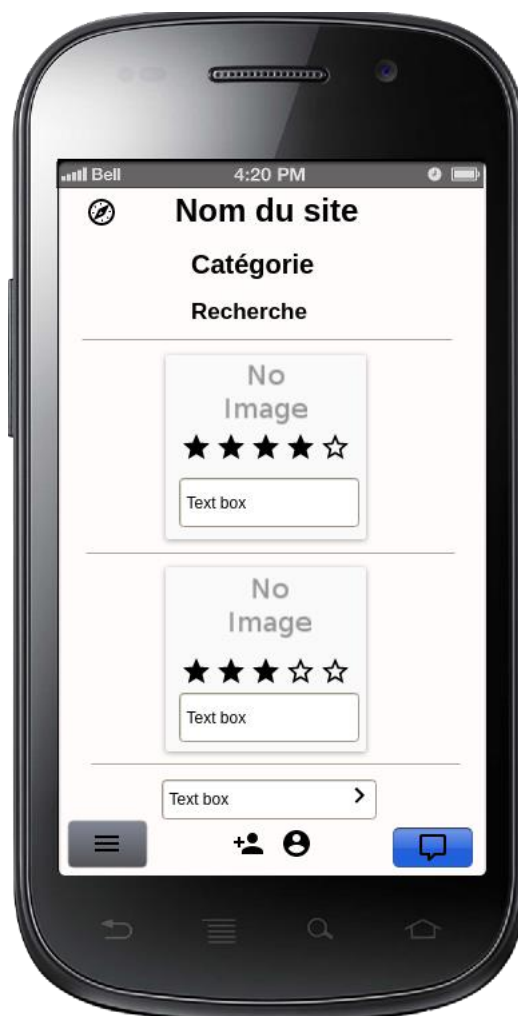 Bell 4:20 PM
Nom du site
Catégorie
Recherche
No
Image
Text box
No
Image
Text box
Text box